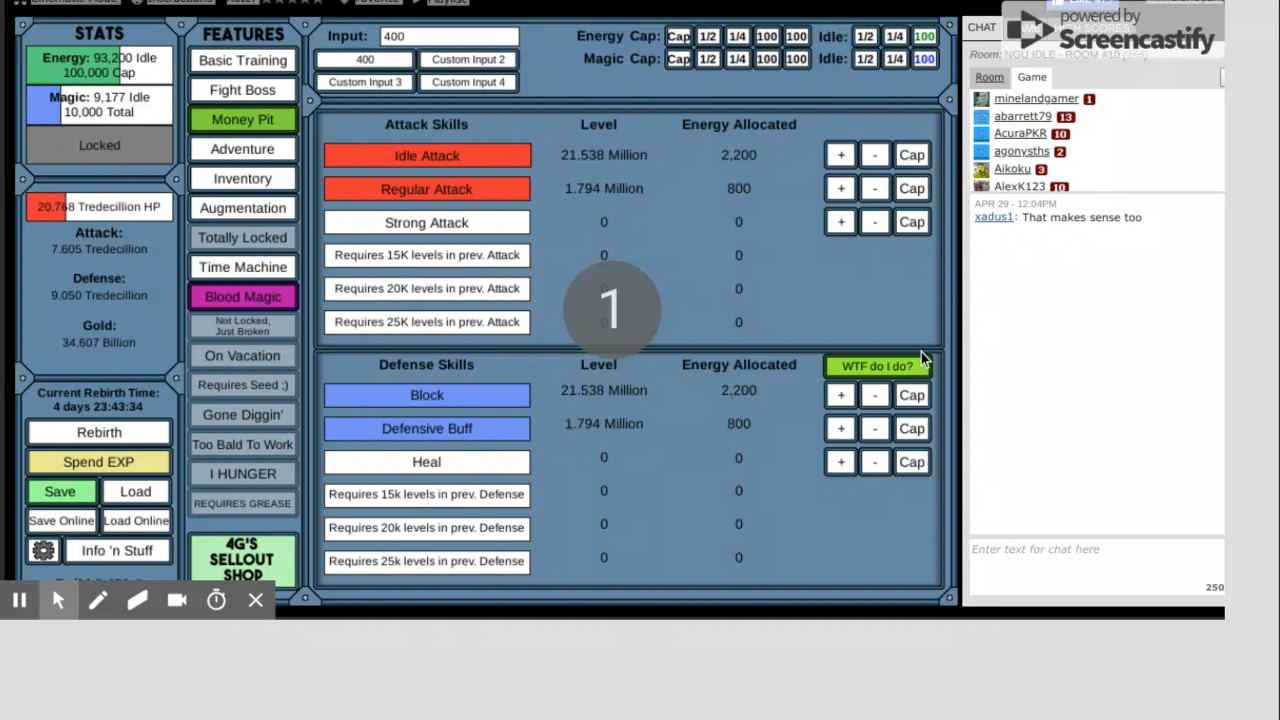 Cinematic Mode Instructions Rate: Favorite Playlist
powered by
Screencastify
STATS
Energy: 93,200 Idle
100,000 Cap
Magic: 9,177 Idle
10,000 Total
Locked
20.768 Tredecillion HP
Attack:
7.605 Tredecillion
Defense:
9.050 Tredecillion
Gold:
34.607 Billion
Current Rebirth Time:
4 days 23:43:34
Rebirth
Spend EXP
Save Load
Save Online Load Online
Info 'n Stuff
FEATURES
Basic Training
Fight Boss
Money Pit
Adventure
Inventory
Augmentation
Totally Locked
Time Machine
Blood Magic
Not Locked,
Just Broken
On Vacation
Requires Seed ;)
Gone Diggin'
Too Bald To Work
I HUNGER
REQUIRES GREASE
4G'S
SELLOUT
SHOP
Input: 400
400 Custom Input 2
Custom Input 3 Custom Input 4
Energy Cap: Cap 1/2 1/4 100 100 Idle: 1/2 1/4 100
Magic Cap: Cap 1/2 1/4 100 100 Idle: 1/2 1/4 100
Attack Skills Level Energy Allocated
Idle Attack 21.538 Million 2,200 + - Cap
Regular Attack 1.794 Million 800 + - Cap
Strong Attack 0 0 + - Cap
Requires 15K levels in prev. Attack 0 0
Requires 20K levels in prev. Attack 0
Requires 25K levels in prev. Attack 0
1
Defense Skills Level Energy Allocated WTF do I do?
Block 21.538 Million 2,200 + - Cap
Defensive Buff 1.794 Million 800 + - Cap
Heal 0 0 + - Cap
Requires 15k levels in prev. Defense 0 0
Requires 20k levels in prev. Defense 0 0
Requires 25k levels in prev. Defense 0 0
CHAT
Room: NGU IDLE - ROOM #10
Room Game
minelandgamer 1
abarrett79 13
AcuraPKR 10
agonysths 2
Aikoku 3
AlexK123 10
APR 29 - 12:04PM
xadus1: That makes sense too
Enter text for chat here
250